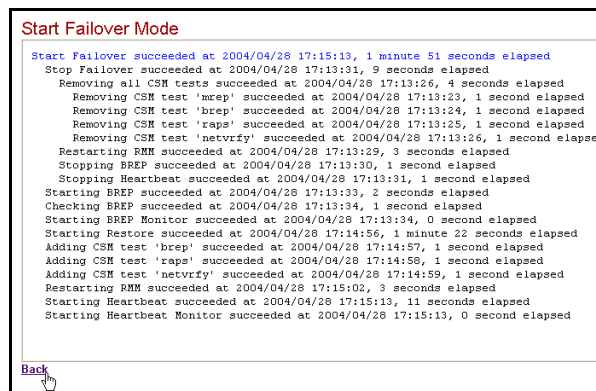 Start Failover Mode
Start Failover succeeded at 2004/04/28 17:15:13, 1 minute 51 seconds elapsed
Stop Failover succeeded at 2004/04/28 17:13:31, 9 seconds elapsed
Removing all CSM tests succeeded at 2004/04/28 17:13:26, 4 seconds elapsed
Removing CSM test 'mrep' succeeded at 2004/04/28 17:13:23, 1 second elapsed
Removing CSM test 'brep' succeeded at 2004/04/28 17:13:24, 1 second elapsed
Removing CSM test 'raps' succeeded at 2004/04/28 17:13:25, 1 second elapsed
Removing CSM test 'netvrfy' succeeded at 2004/04/28 17:13:26, 1 second elapse
Restarting RMM succeeded at 2004/04/28 17:13:29, 3 seconds elapsed
Stopping BREP succeeded at 2004/04/28 17:13:30, 1 second elapsed
Stopping Heartbeat succeeded at 2004/04/28 17:13:31, 1 second elapsed
Starting BREP succeeded at 2004/04/28 17:13:33, 2 seconds elapsed
Checking BREP succeeded at 2004/04/28 17:13:34, 1 second elapsed
Starting BREP Monitor succeeded at 2004/04/28 17:13:34, 0 second elapsed
Starting Restore succeeded at 2004/04/28 17:14:56, 1 minute 22 seconds elapsed
Adding CSM test 'brep' succeeded at 2004/04/28 17:14:57, 1 second elapsed
Adding CSM test 'raps' succeeded at 2004/04/28 17:14:58, 1 second elapsed
Adding CSM test 'netvrfy' succeeded at 2004/04/28 17:14:59, 1 second elapsed
Restarting RMM succeeded at 2004/04/28 17:15:02, 3 seconds elapsed
Starting Heartbeat succeeded at 2004/04/28 17:15:13, 11 seconds elapsed
Starting Heartbeat Monitor succeeded at 2004/04/28 17:15:13, 0 second elapsed
Back